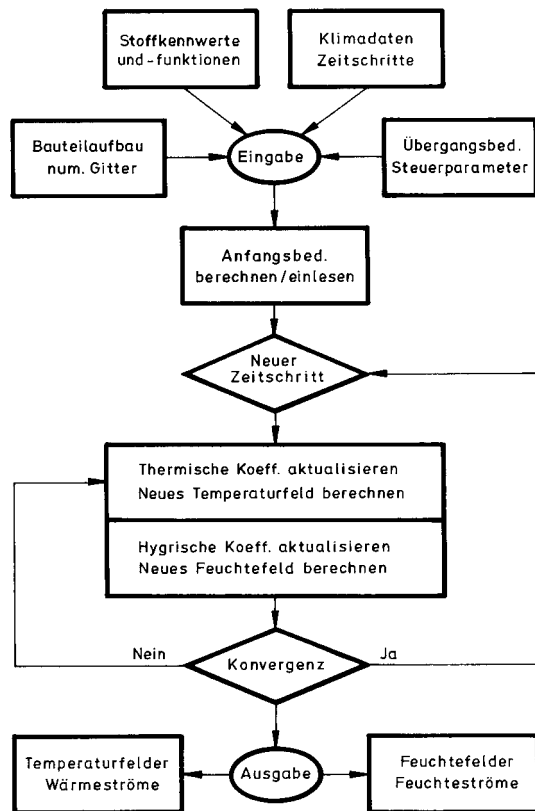 Stoffkennwerte
und -funktionen
Klimadaten
Zeitschritte
Bauteilaufbau
num. Gitter
Eingabe
Übergangsbed.
Steuerparameter
Anfangsbed.
berechnen/einlesen
Neuer
Zeitschritt
Thermische Koeff. aktualisieren
Neues Temperaturfeld berechnen
Hygrische Koeff. aktualisieren
Neues Feuchtefeld berechnen
Nein
Konvergenz
Ja
Temperaturfelder
Wärmeströme
Ausgabe
Feuchtefelder
Feuchteströme